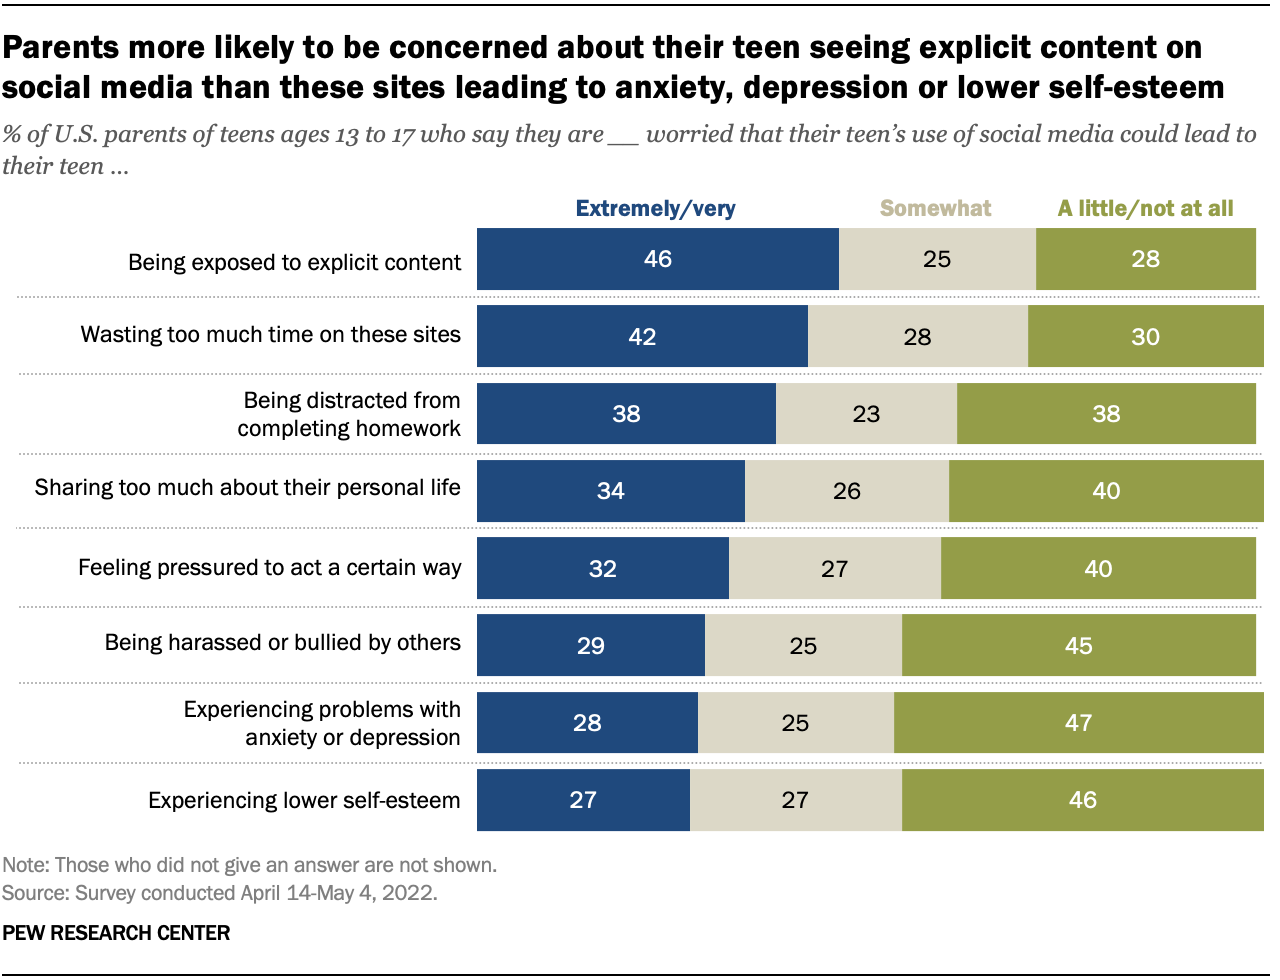 Parents more likely to be concerned about their teen seeing explicit content on
social media than these sites leading to anxiety, depression or lower self-esteem
% of U.S. parents of teens ages 13 to 17 who say they are __ worried that their teen’s use of social media could lead to
their teen ...
Extremely/very Somewhat A little/not at all
Being exposed to explicit content 46 25 28
Wasting too much time on these sites 42 28 30
Being distracted from
completing homework 38 23 38
Sharing too much about their personal life 34 26 40
Feeling pressured to act a certain way 32 27 40
Being harassed or bullied by others 29 25 45
Experiencing problems with
anxiety or depression 28 25 47
Experiencing lower self-esteem 27 27 46
Note: Those who did not give an answer are not shown.
Source: Survey conducted April 14-May 4, 2022.
PEW RESEARCH CENTER